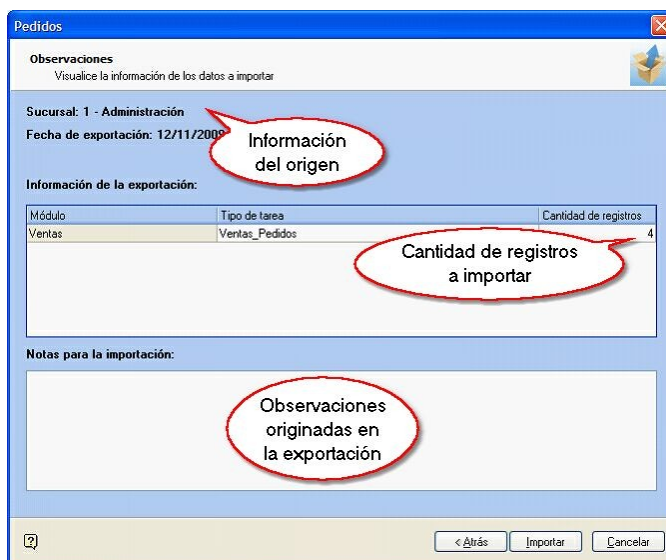 Pedidos
Observaciones
Visualice la información de los datos a importar
Sucursal: 1 - Administración
Fecha de exportación: 12/11/2008
Información
del origen
Información de la exportación:
Módulo Tipo de tarea Cantidad de registros
Ventas Ventas_Pedidos 4
Cantidad de registros
a importar
Notas para la importación:
Observaciones
originadas en
la exportación
< Atrás Importar Cancelar